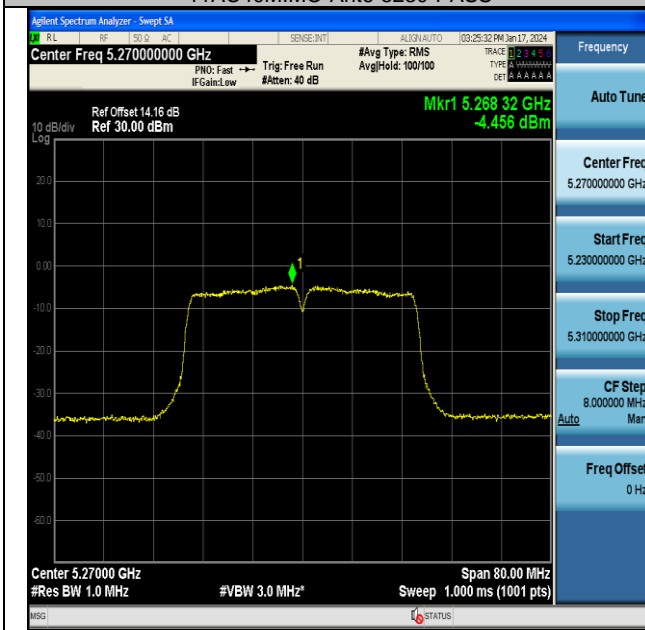 Agilent Spectrum Analyzer - Swept SA
RL RF 50 Ω AC SENSE:INT ALIGN AUTO 03:25:32 PM Jan 17, 2024
Center Freq 5.270000000 GHz
PNO: Fast
IFGain:Low
Trig: Free Run
#Atten: 40 dB
#Avg Type: RMS
Avg|Hold: 100/100
TRACE 1 2 3 4 5 6
TYPE A
DET A A A A A A
Frequency
Auto Tune
Ref Offset 14.16 dB
Ref 30.00 dBm
10 dB/div
Log
Mkr1 5.268 32 GHz
-4.456 dBm
20.0
10.0
0.00
-10.0
-20.0
-30.0
-40.0
-50.0
-60.0
1
Center Freq
5.270000000 GHz
Start Freq
5.230000000 GHz
Stop Freq
5.310000000 GHz
CF Step
8.000000 MHz
Auto Man
Freq Offset
0 Hz
Center 5.27000 GHz
Span 80.00 MHz
#Res BW 1.0 MHz
#VBW 3.0 MHz*
Sweep 1.000 ms (1001 pts)
MSG STATUS